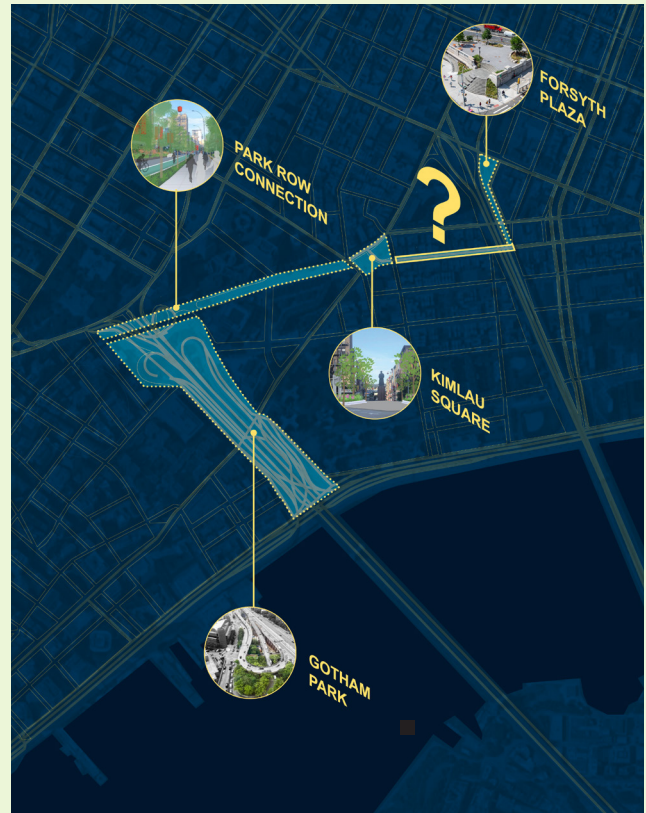 FORSYTH
PLAZA
PARK ROW
CONNECTION
?
KIMLAU
SQUARE
GOTHAM
PARK